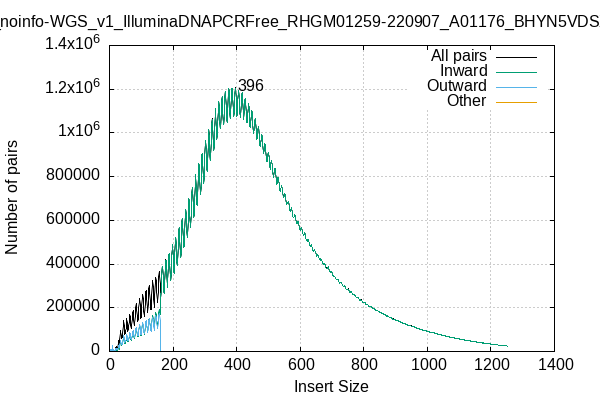 _noinfo-WGS_v1_IlluminaDNAPCRFree_RHGM01259-220907_A01176_BHYN5VDS
1.4x10^6
1.2x10^6
1x10^6
800000
600000
400000
200000
0
Number of pairs
396
All pairs
Inward
Outward
Other
0 200 400 600 800 1000 1200 1400
Insert Size